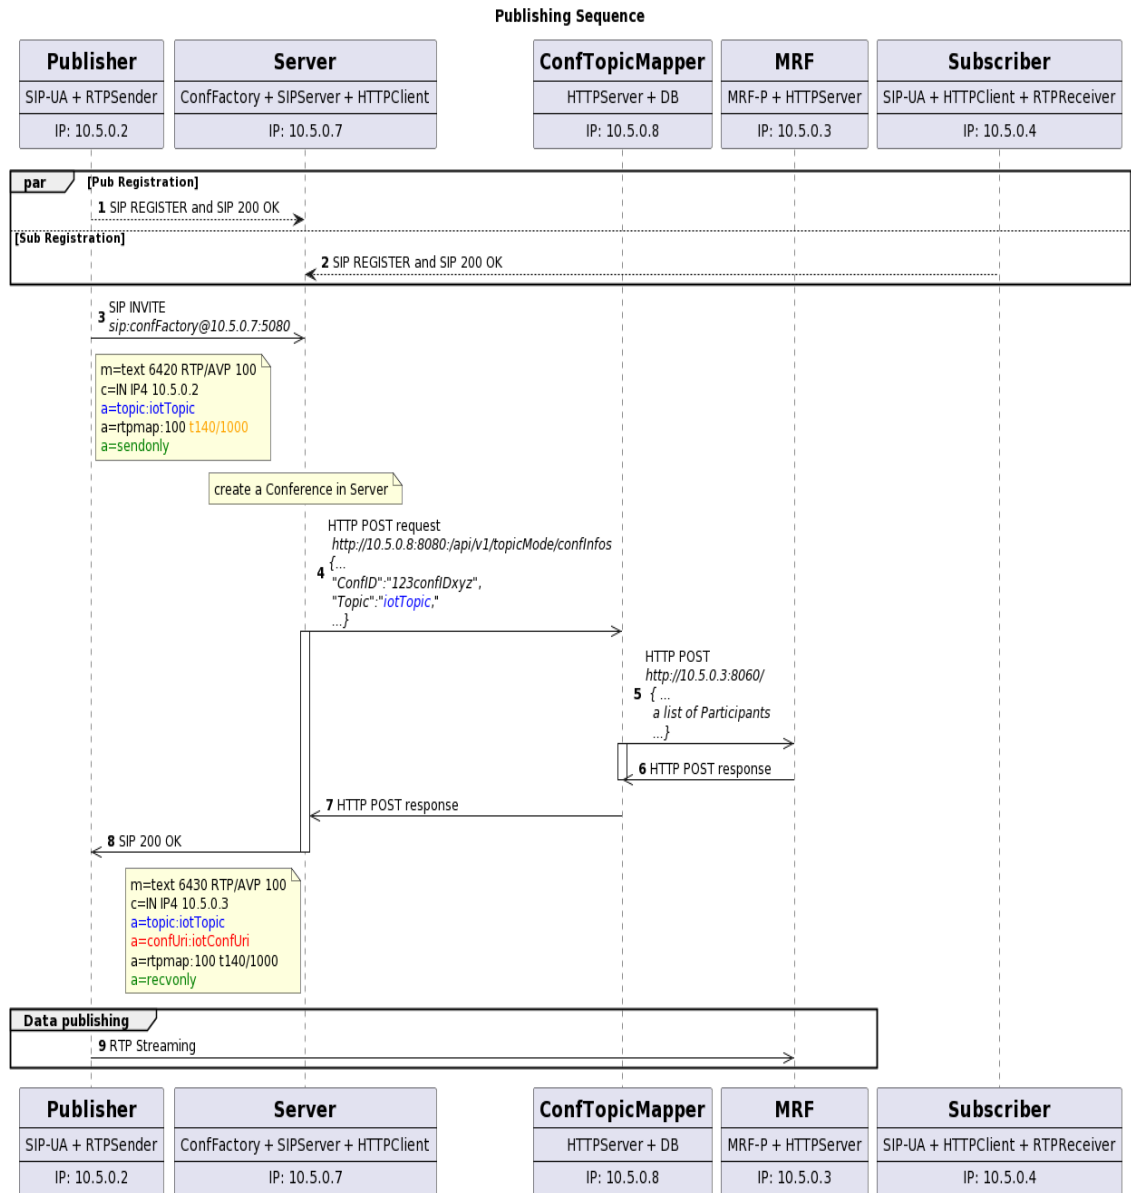 Publishing Sequence
Publisher
SIP-UA + RTPSender
IP: 10.5.0.2
Server
ConfFactory + SIPServer + HTTPClient
IP: 10.5.0.7
ConfTopicMapper
HTTPServer + DB
IP: 10.5.0.8
MRF
MRF-P + HTTPServer
IP: 10.5.0.3
Subscriber
SIP-UA + HTTPClient + RTPReceiver
IP: 10.5.0.4
par [Pub Registration]
1 SIP REGISTER and SIP 200 OK
[Sub Registration]
2 SIP REGISTER and SIP 200 OK
SIP INVITE
3 sip:confFactory@10.5.0.7:5080
m=text 6420 RTP/AVP 100
c=IN IP4 10.5.0.2
a=topic:iotTopic
a=rtpmap:100 t140/1000
a=sendonly
create a Conference in Server
HTTP POST request
http://10.5.0.8:8080:/api/v1/topicMode/confInfos
{...
4 "ConfID":"123confIDxyz",
"Topic":"iotTopic,"
...}
HTTP POST
http://10.5.0.3:8060/
5 { ...
a list of Participants
...}
6 HTTP POST response
7 HTTP POST response
8 SIP 200 OK
m=text 6430 RTP/AVP 100
c=IN IP4 10.5.0.3
a=topic:iotTopic
a=confUri:iotConfUri
a=rtpmap:100 t140/1000
a=recvonly
Data publishing
9 RTP Streaming
Publisher
SIP-UA + RTPSender
IP: 10.5.0.2
Server
ConfFactory + SIPServer + HTTPClient
IP: 10.5.0.7
ConfTopicMapper
HTTPServer + DB
IP: 10.5.0.8
MRF
MRF-P + HTTPServer
IP: 10.5.0.3
Subscriber
SIP-UA + HTTPClient + RTPReceiver
IP: 10.5.0.4